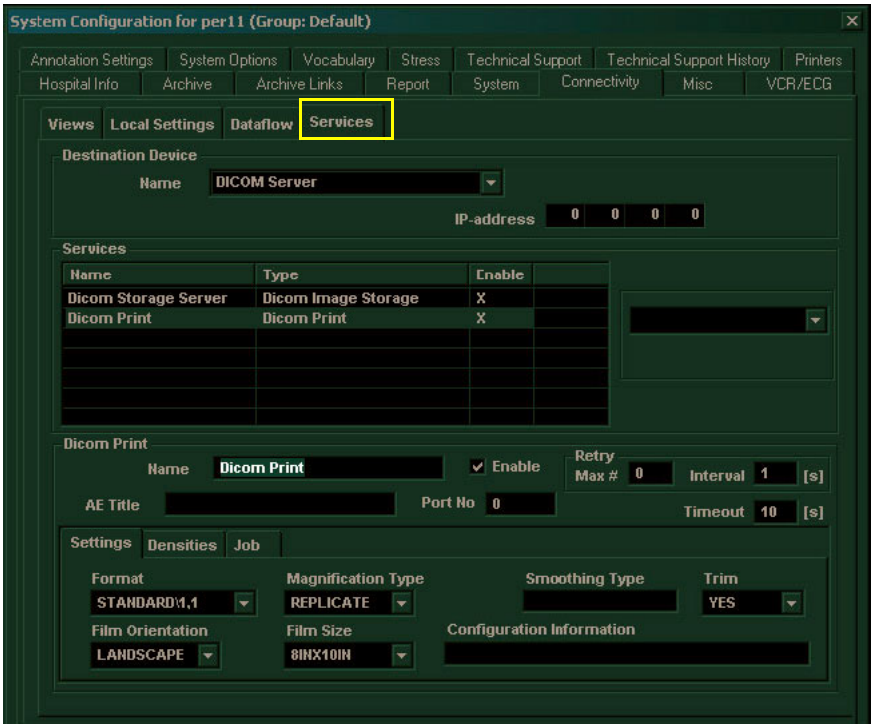 System Configuration for per11 (Group: Default)
Annotation Settings System Options Vocabulary Stress Technical Support Technical Support History Printers
Hospital Info Archive Archive Links Report System Connectivity Misc VCR/ECG
Views Local Settings Dataflow Services
Destination Device
Name DICOM Server
IP-address 0 0 0 0
Services
Name Type Enable
Dicom Storage Server Dicom Image Storage X
Dicom Print Dicom Print X
Dicom Print
Name Dicom Print Enable
Retry
Max # 0 Interval 1 [s]
AE Title Port No 0
Timeout 10 [s]
Settings Densities Job
Format Magnification Type Smoothing Type Trim
STANDARD\1,1 REPLICATE YES
Film Orientation Film Size Configuration Information
LANDSCAPE 8INX10IN